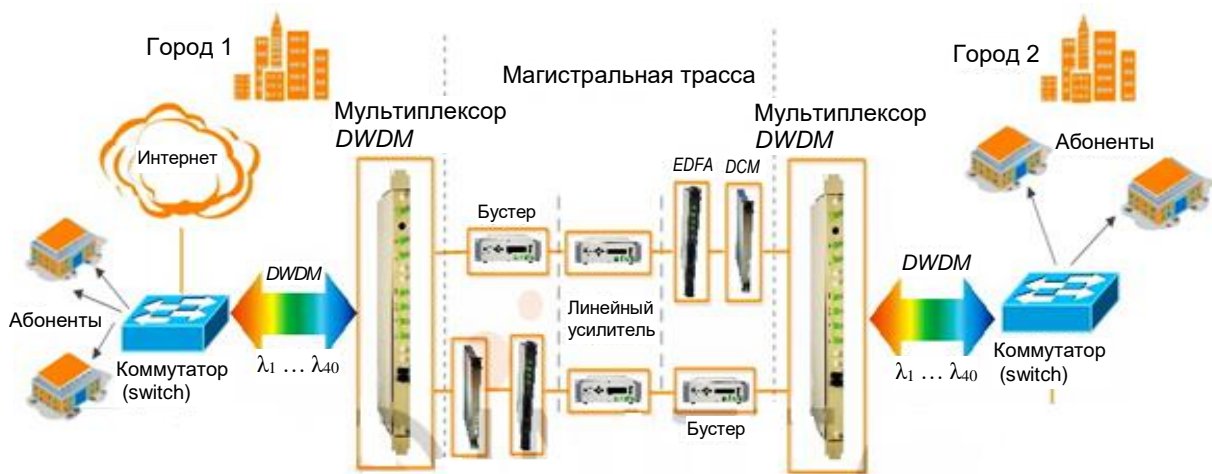 Город 1
Город 2
Магистральная трасса
Мультиплексор
DWDM
Мультиплексор
DWDM
Абоненты
Интернет
EDFA
DCM
Бустер
DWDM
DWDM
Линейный
усилитель
Абоненты
λ1 … λ40
Коммутатор
(switch)
λ1 … λ40
Коммутатор
(switch)
Бустер